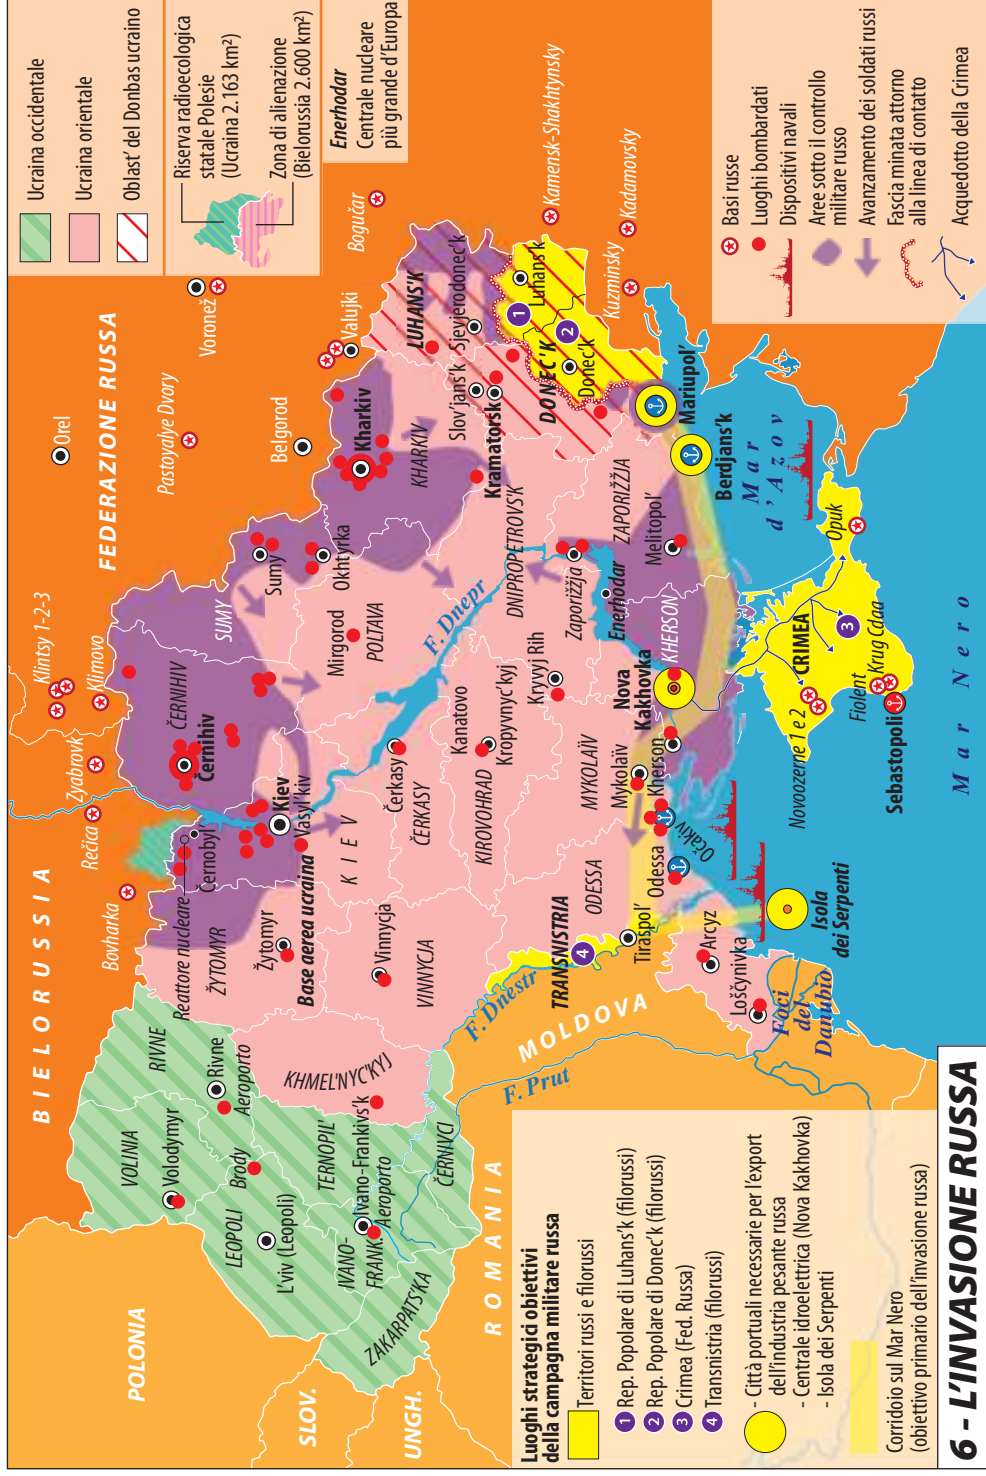 6 - L'INVASIONE RUSSA
Ucraina occidentale
Ucraina orientale
Oblast' del Donbas ucraino
Riserva radioecologica
statale Polesie
(Ucraina 2.163 km²)
Zona di alienazione
(Bielorussia 2.600 km²)
Enerhodar
Centrale nucleare
più grande d'Europa
Basi russe
Luoghi bombardati
Dispositivi navali
Aree sotto il controllo
militare russo
Avanzamento dei soldati russi
Fascia minata attorno
alla linea di contatto
Acquedotto della Crimea
Luoghi strategici obiettivi
della campagna militare russa
Territori russi e filorussi
1 Rep. Popolare di Luhans'k (filorussi)
2 Rep. Popolare di Donec'k (filorussi)
3 Crimea (Fed. Russa)
4 Transnistria (filorussi)
- Città portuali necessarie per l'export
dell'industria pesante russa
- Centrale idroelettrica (Nova Kakhovka)
- Isola dei Serpenti
Corridoio sul Mar Nero
(obiettivo primario dell'invasione russa)
BIELORUSSIA
FEDERAZIONE RUSSA
POLONIA
SLOV.
UNGH.
ROMANIA
MOLDOVA
Orel
Voronež
Pastoyalye Dvory
Belgorod
Valujki
Bogučar
Kamensk-Shakhtynsky
Kadamovsky
Kuzminsky
Klintsy 1-2-3
Klimovo
Zyabrovk
Rečica
Bovharka
VOLINIA
Volodymyr
RIVNE
Rivne
Aeroporto
Brody
LEOPOLI
L'viv (Leopoli)
TERNOPIL'
IVANO-
FRANK.
Ivano-Frankivs'k
Aeroporto
ZAKARPATS'KA
ČERNIVCI
KHMEL'NYC'KYJ
Reattore nucleare
Černobyl'
ŽYTOMYR
Žytomyr
Base aerea ucraina
Vasyl'kiv
Kiev
KIEV
Vinnycja
VINNYCJA
ČERNIHIV
Černihiv
SUMY
Sumy
Okhtyrka
Mirgorod
POLTAVA
Kharkiv
KHARKIV
LUHANS'K
Sjevjerodonec'k
Slov'jans'k
Kramatorsk
DONEC'K
Donec'k
Luhans'k
1
2
F. Dnepr
DNIPROPETROVS'K
Čerkasy
ČERKASY
Kanatovo
Kropyvnyc'kyj
KIROVOHRAD
Kryvyj Rih
Zaporižžja
ZAPORIŽŽJA
Enerhodar
Melitopol'
Mariupol'
Berdjans'k
Mar
d'Azov
KHERSON
Nova
Kakhovka
Kherson
MYKOLAÏV
Mykolaïv
Očakiv
ODESSA
Odessa
TRANSNISTRIA
4
Tiraspol'
F. Dnestr
F. Prut
Arcyz
Loščynivka
Foci
del
Danubio
Isola
dei Serpenti
CRIMEA
3
Opuk
Novoozerne 1 e 2
Fiolent
Krug Cdaa
Sebastopoli
Mar Nero